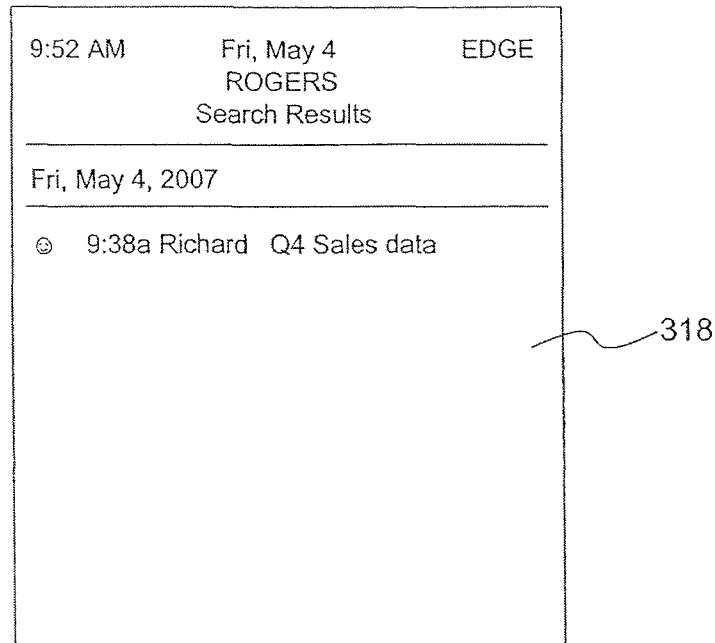 9:52 AM Fri, May 4 EDGE
ROGERS
Search Results
Fri, May 4, 2007
☺ 9:38a Richard Q4 Sales data
318